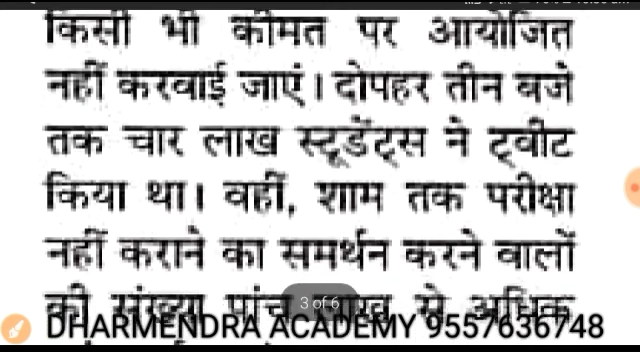 किसी भी कीमत पर आयोजित
नहीं करवाई जाएं। दोपहर तीन बजे
तक चार लाख स्टूडेंट्स ने ट्वीट
किया था। वहीं, शाम तक परीक्षा
नहीं कराने का समर्थन करने वालों
की संख्या पांच लाख से अधिक
3 of 6
DHARMENDRA ACADEMY 9557636748